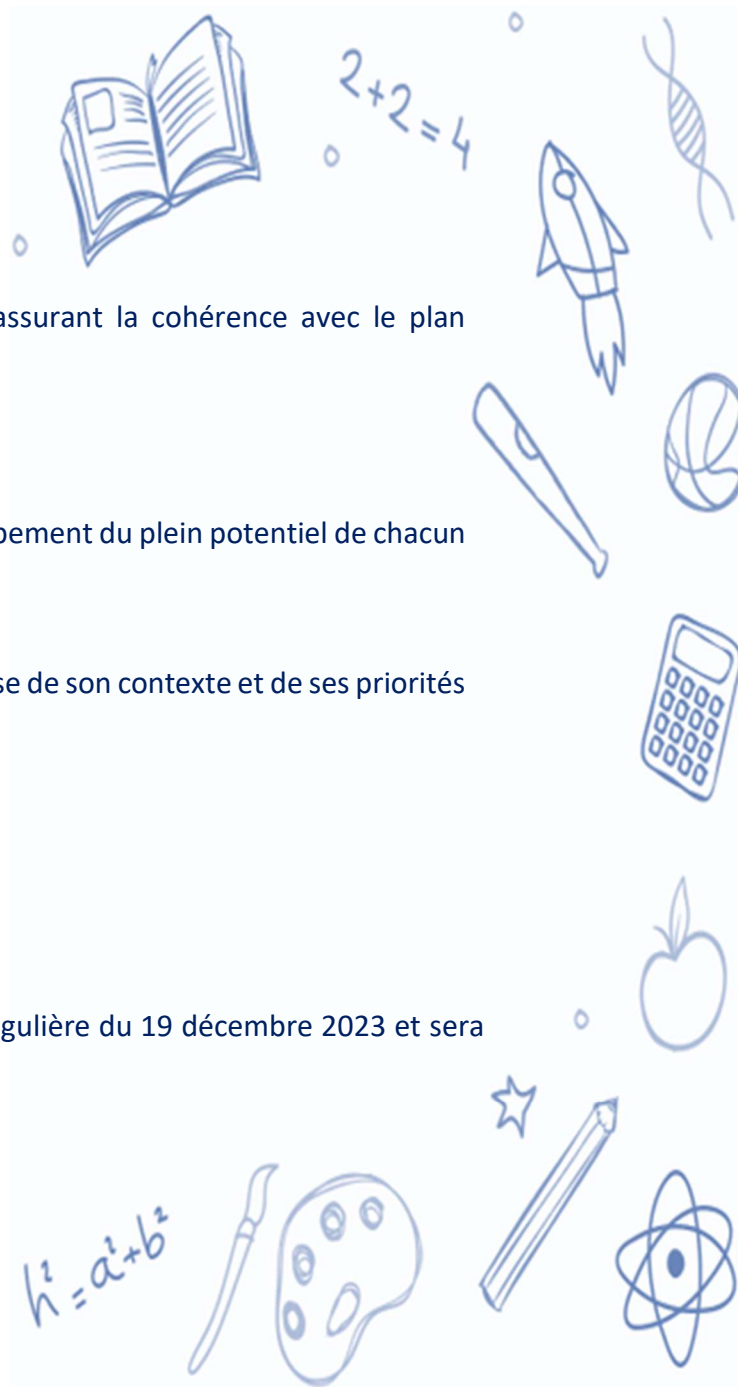 2+2=4
assurant la cohérence avec le plan
pement du plein potentiel de chacun
se de son contexte et de ses priorités
gulière du 19 décembre 2023 et sera
h²=a²+b²